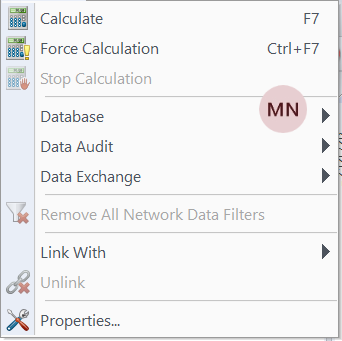 Calculate F7
Force Calculation Ctrl+F7
Stop Calculation
Database MN
Data Audit
Data Exchange
Remove All Network Data Filters
Link With
Unlink
Properties...